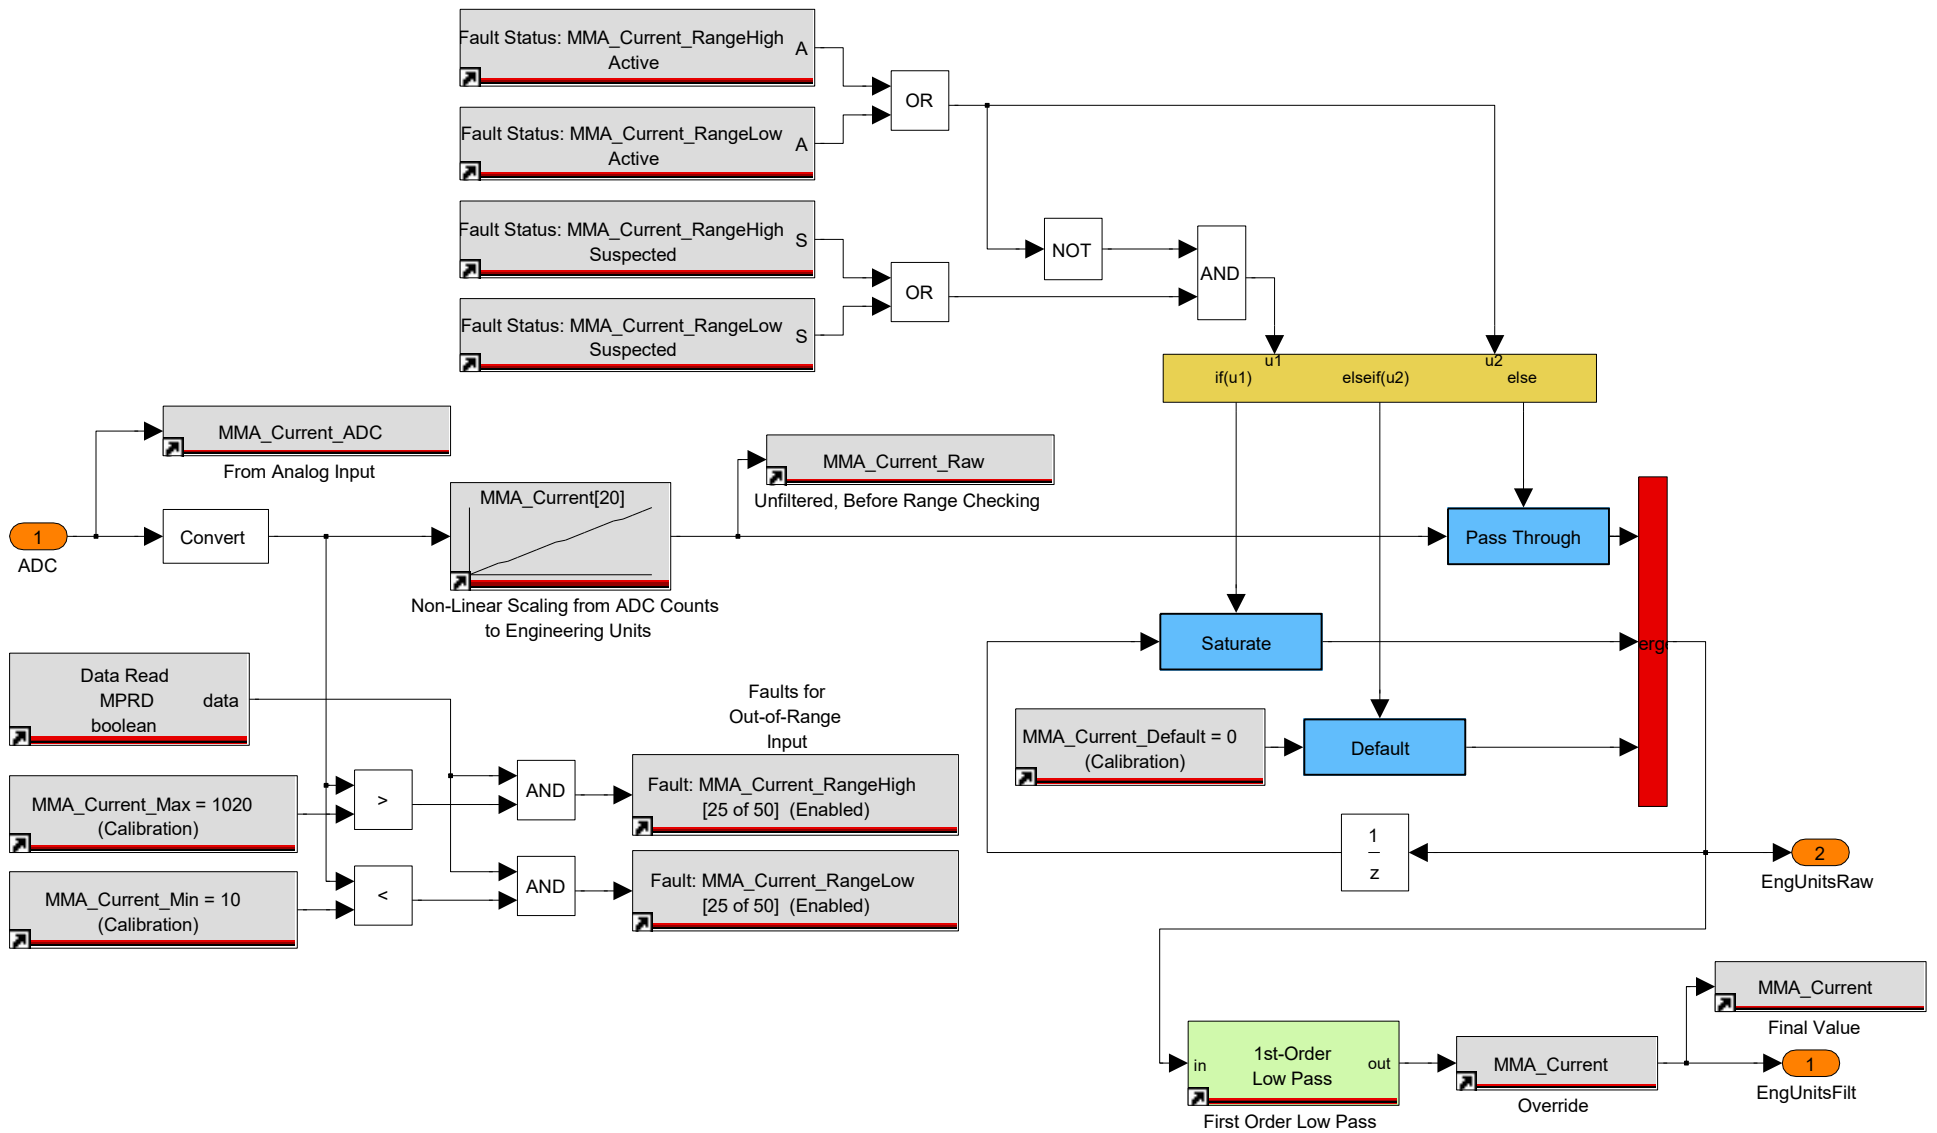 Fault Status: MMA_Current_RangeHigh
Active
A
Fault Status: MMA_Current_RangeLow
Active
A
OR
Fault Status: MMA_Current_RangeHigh
Suspected
S
Fault Status: MMA_Current_RangeLow
Suspected
S
OR
NOT
AND
u1
u2
if(u1)
elseif(u2)
else
MMA_Current_ADC
From Analog Input
MMA_Current_Raw
Unfiltered, Before Range Checking
1
ADC
Convert
MMA_Current[20]
Non-Linear Scaling from ADC Counts
to Engineering Units
Pass Through
Saturate
erge
Data Read
MPRD
boolean
data
Faults for
Out-of-Range
Input
MMA_Current_Default = 0
(Calibration)
Default
MMA_Current_Max = 1020
(Calibration)
>
AND
Fault: MMA_Current_RangeHigh
[25 of 50] (Enabled)
MMA_Current_Min = 10
(Calibration)
<
AND
Fault: MMA_Current_RangeLow
[25 of 50] (Enabled)
1
z
2
EngUnitsRaw
in
1st-Order
Low Pass
out
First Order Low Pass
MMA_Current
Override
MMA_Current
Final Value
1
EngUnitsFilt